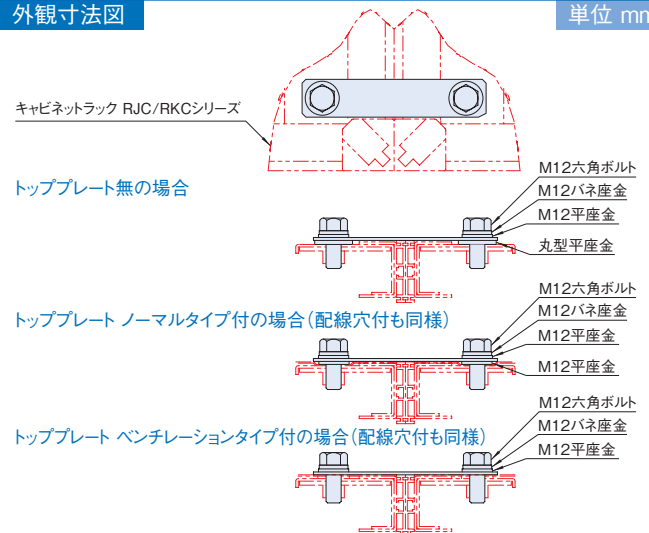 外観寸法図
単位 mm
キャビネットラック RJC/RKCシリーズ
トッププレート無の場合
M12六角ボルト
M12バネ座金
M12平座金
丸型平座金
トッププレート ノーマルタイプ付の場合(配線穴付も同様)
M12六角ボルト
M12バネ座金
M12平座金
M12平座金
トッププレート ベンチレーションタイプ付の場合(配線穴付も同様)
M12六角ボルト
M12バネ座金
M12平座金